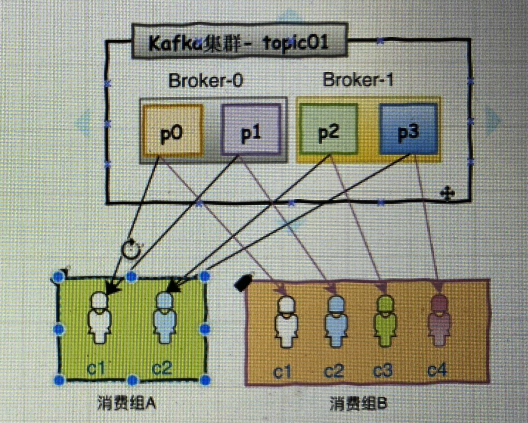 Kafka集群- topic01
Broker-0 Broker-1
p0 p1 p2 p3
c1 c2 c1 c2 c3 c4
消费组A 消费组B